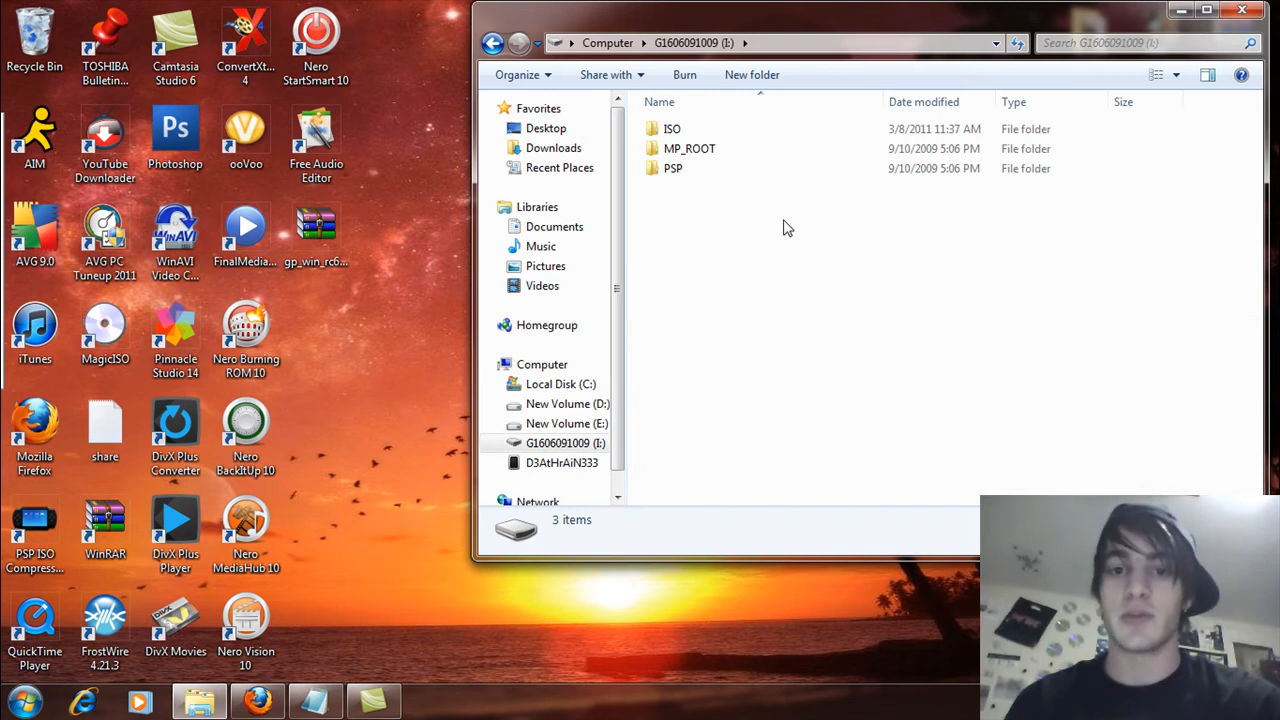 Recycle Bin
TOSHIBA Bulletin...
Camtasia Studio 6
ConvertXt... 4
Nero StartSmart 10
AIM
YouTube Downloader
Ps
Photoshop
ooVoo
Free Audio Editor
AVG 9.0
AVG PC Tuneup 2011
WinAVI
WinAVI Video C...
FinalMedia...
gp_win_rc6...
iTunes
MagicISO
Pinnacle Studio 14
Nero Burning ROM 10
Mozilla Firefox
share
DivX Plus Converter
Nero BackItUp 10
PSP ISO Compress...
WinRAR
DivX Plus Player
Nero MediaHub 10
QuickTime Player
FrostWire 4.21.3
DivX Movies
Nero Vision 10
Computer
G1606091009 (I:)
Search G1606091009 (I:)
Organize
Share with
Burn
New folder
Favorites
Desktop
Downloads
Recent Places
Libraries
Documents
Music
Pictures
Videos
Homegroup
Computer
Local Disk (C:)
New Volume (D:)
New Volume (E:)
G1606091009 (I:)
D3AtHrAiN333
Network
Name Date modified Type Size
ISO 3/8/2011 11:37 AM File folder
MP_ROOT 9/10/2009 5:06 PM File folder
PSP 9/10/2009 5:06 PM File folder
3 items